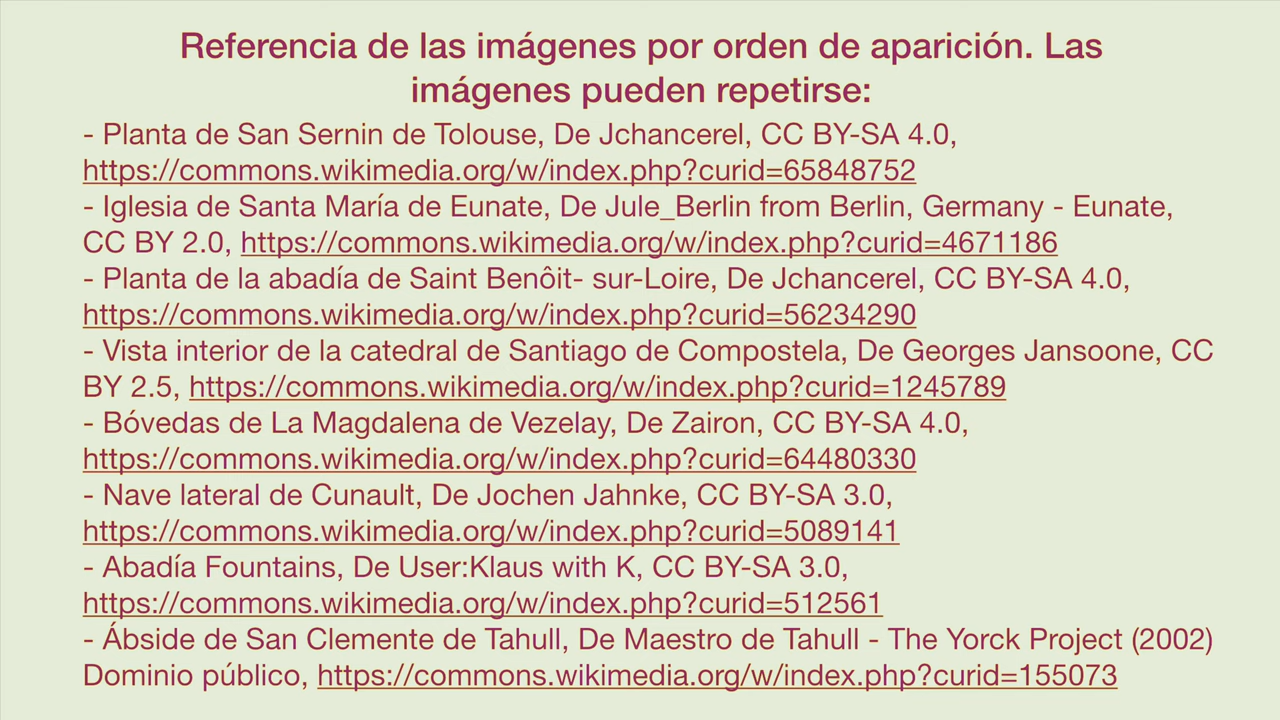 Referencia de las imágenes por orden de aparición. Las
imágenes pueden repetirse:
- Planta de San Sernin de Tolouse, De Jchancerel, CC BY-SA 4.0,
https://commons.wikimedia.org/w/index.php?curid=65848752
- Iglesia de Santa María de Eunate, De Jule_Berlin from Berlin, Germany - Eunate,
CC BY 2.0, https://commons.wikimedia.org/w/index.php?curid=4671186
- Planta de la abadía de Saint Benôit- sur-Loire, De Jchancerel, CC BY-SA 4.0,
https://commons.wikimedia.org/w/index.php?curid=56234290
- Vista interior de la catedral de Santiago de Compostela, De Georges Jansoone, CC
BY 2.5, https://commons.wikimedia.org/w/index.php?curid=1245789
- Bóvedas de La Magdalena de Vezelay, De Zairon, CC BY-SA 4.0,
https://commons.wikimedia.org/w/index.php?curid=64480330
- Nave lateral de Cunault, De Jochen Jahnke, CC BY-SA 3.0,
https://commons.wikimedia.org/w/index.php?curid=5089141
- Abadía Fountains, De User:Klaus with K, CC BY-SA 3.0,
https://commons.wikimedia.org/w/index.php?curid=512561
- Ábside de San Clemente de Tahull, De Maestro de Tahull - The Yorck Project (2002)
Dominio público, https://commons.wikimedia.org/w/index.php?curid=155073